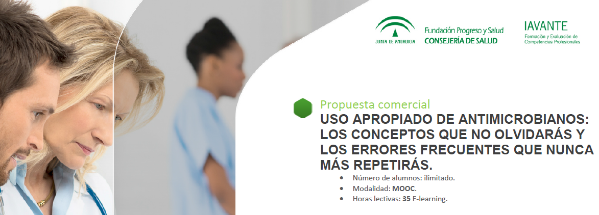 JUNTA DE ANDALUCIA
Fundación Progreso y Salud
CONSEJERÍA DE SALUD
IAVANTE
Formación y Evaluación de
Competencias Profesionales
Propuesta comercial
USO APROPIADO DE ANTIMICROBIANOS:
LOS CONCEPTOS QUE NO OLVIDARÁS Y
LOS ERRORES FRECUENTES QUE NUNCA
MÁS REPETIRÁS.
• Número de alumnos: ilimitado.
• Modalidad: MOOC.
• Horas lectivas: 35 E-learning.